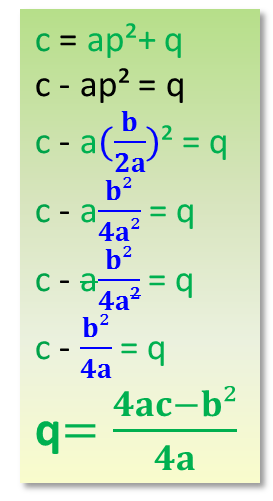 c = ap²+ q
c - ap² = q
c - a(b/2a)² = q
c - a b²/4a² = q
c - a b²/4a² = q
c - b²/4a = q
q= 4ac−b²/4a